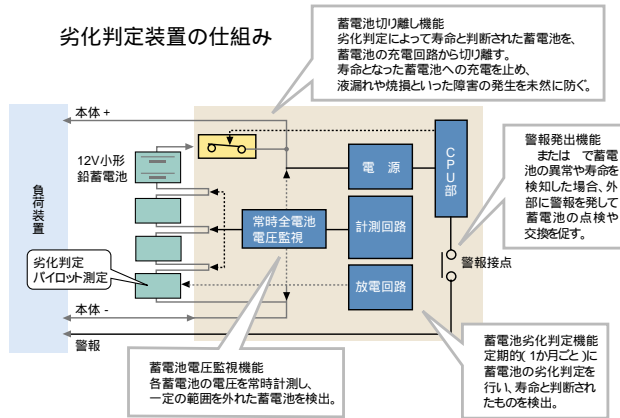 劣化判定装置の仕組み
蓄電池切り離し機能
劣化判定によって寿命と判断された蓄電池を、
蓄電池の充電回路から切り離す。
寿命となった蓄電池への充電を止め、
液漏れや焼損といった障害の発生を未然に防ぐ。
本体 +
12V小形
鉛蓄電池
電 源
CPU部
警報発出機能
または で蓄電
池の異常や寿命を
検知した場合、外
部に警報を発して
蓄電池の点検や
交換を促す。
負荷装置
常時全電池
電圧監視
計測回路
劣化判定
パイロット測定
放電回路
警報接点
本体 -
警報
蓄電池電圧監視機能
各蓄電池の電圧を常時計測し、
一定の範囲を外れた蓄電池を検出。
蓄電池劣化判定機能
定期的( 1か月ごと )に
蓄電池の劣化判定を
行い、寿命と判断され
たものを検出。